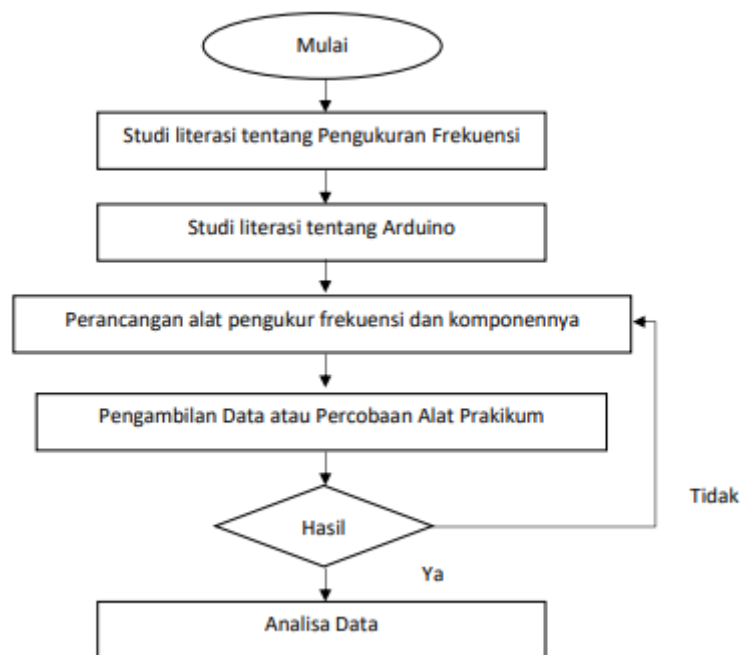 Mulai
Studi literasi tentang Pengukuran Frekuensi
Studi literasi tentang Arduino
Perancangan alat pengukur frekuensi dan komponennya
Pengambilan Data atau Percobaan Alat Prakikum
Tidak
Hasil
Ya
Analisa Data